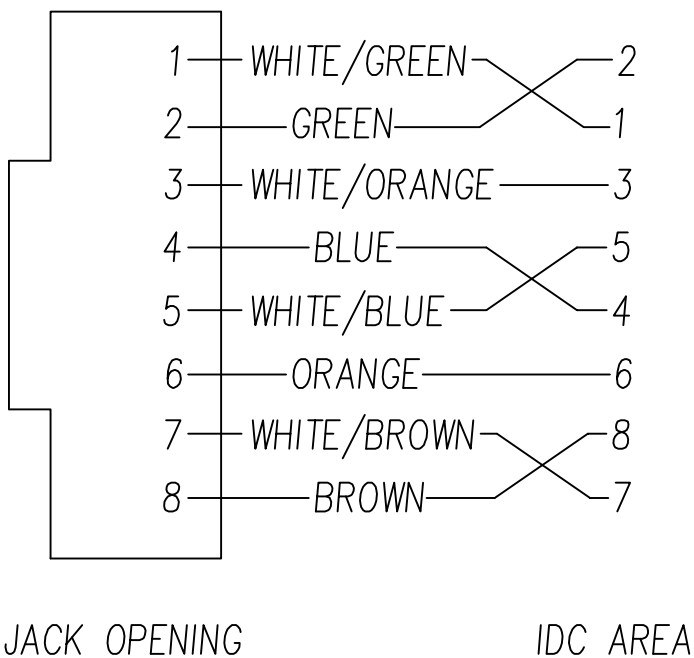 1 WHITE/GREEN 2
2 GREEN 1
3 WHITE/ORANGE 3
4 BLUE 5
5 WHITE/BLUE 4
6 ORANGE 6
7 WHITE/BROWN 8
8 BROWN 7
JACK OPENING IDC AREA